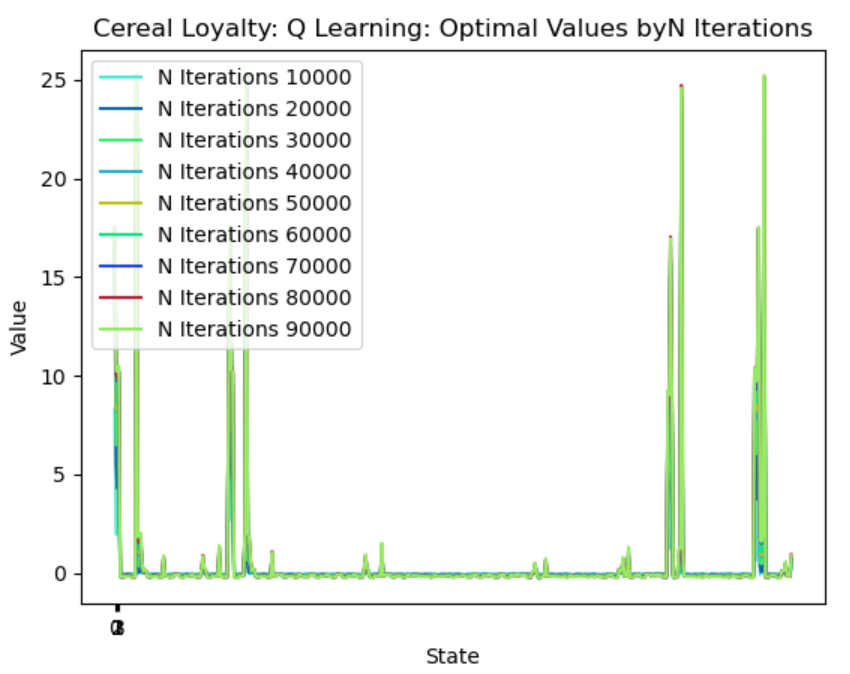 Cereal Loyalty: Q Learning: Optimal Values byN Iterations
25
20
15
10
5
0
Value
N Iterations 10000
N Iterations 20000
N Iterations 30000
N Iterations 40000
N Iterations 50000
N Iterations 60000
N Iterations 70000
N Iterations 80000
N Iterations 90000
State